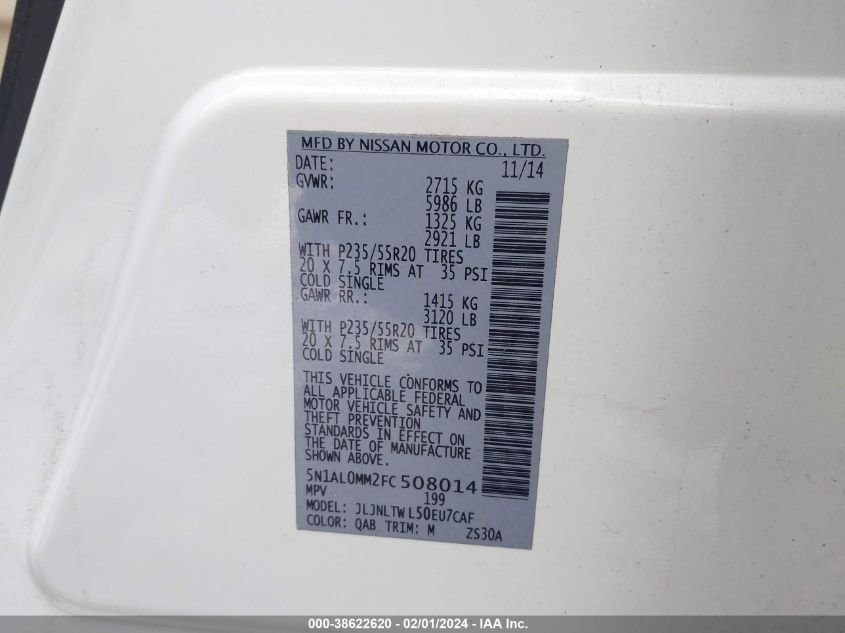 MFD BY NISSAN MOTOR CO., LTD.
DATE: 11/14
GVWR: 2715 KG
5986 LB
GAWR FR.: 1325 KG
2921 LB
WITH P235/55R20 TIRES
20 X 7.5 RIMS AT 35 PSI
COLD SINGLE
GAWR RR.: 1415 KG
3120 LB
WITH P235/55R20 TIRES
20 X 7.5 RIMS AT 35 PSI
COLD SINGLE
THIS VEHICLE CONFORMS TO
ALL APPLICABLE FEDERAL
MOTOR VEHICLE SAFETY AND
THEFT PREVENTION
STANDARDS IN EFFECT ON
THE DATE OF MANUFACTURE
SHOWN ABOVE.
5N1AL0MM2FC508014
MPV 199
MODEL: JLJNLTWL50EU7CAF
COLOR: QAB TRIM: M ZS30A
000-38622620 - 02/01/2024 - IAA Inc.